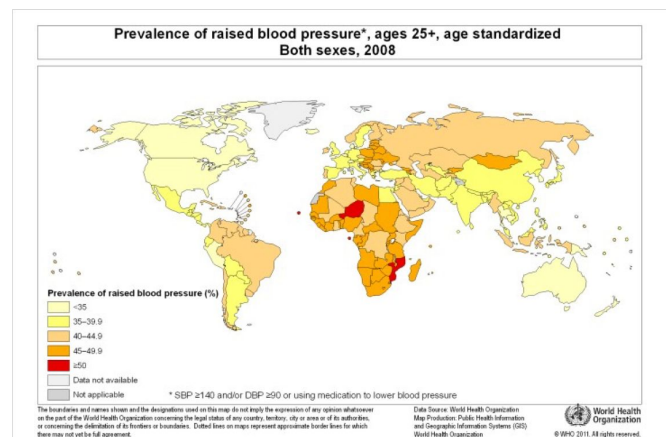 Prevalence of raised blood pressure*, ages 25+, age standardized
Both sexes, 2008
Prevalence of raised blood pressure (%)
<35
35–39.9
40–44.9
45–49.9
≥50
Data not available
Not applicable
* SBP ≥140 and/or DBP ≥90 or using medication to lower blood pressure
The boundaries and names shown and the designations used on this map do not imply the expression of any opinion whatsoever
on the part of the World Health Organization concerning the legal status of any country, territory, city or area or of its authorities,
or concerning the delimitation of its frontiers or boundaries. Dotted lines on maps represent approximate border lines for which
there may not yet be full agreement.
Data Source: World Health Organization
Map Production: Public Health Information
and Geographic Information Systems (GIS)
World Health Organization
World Health
Organization
© WHO 2011. All rights reserved.